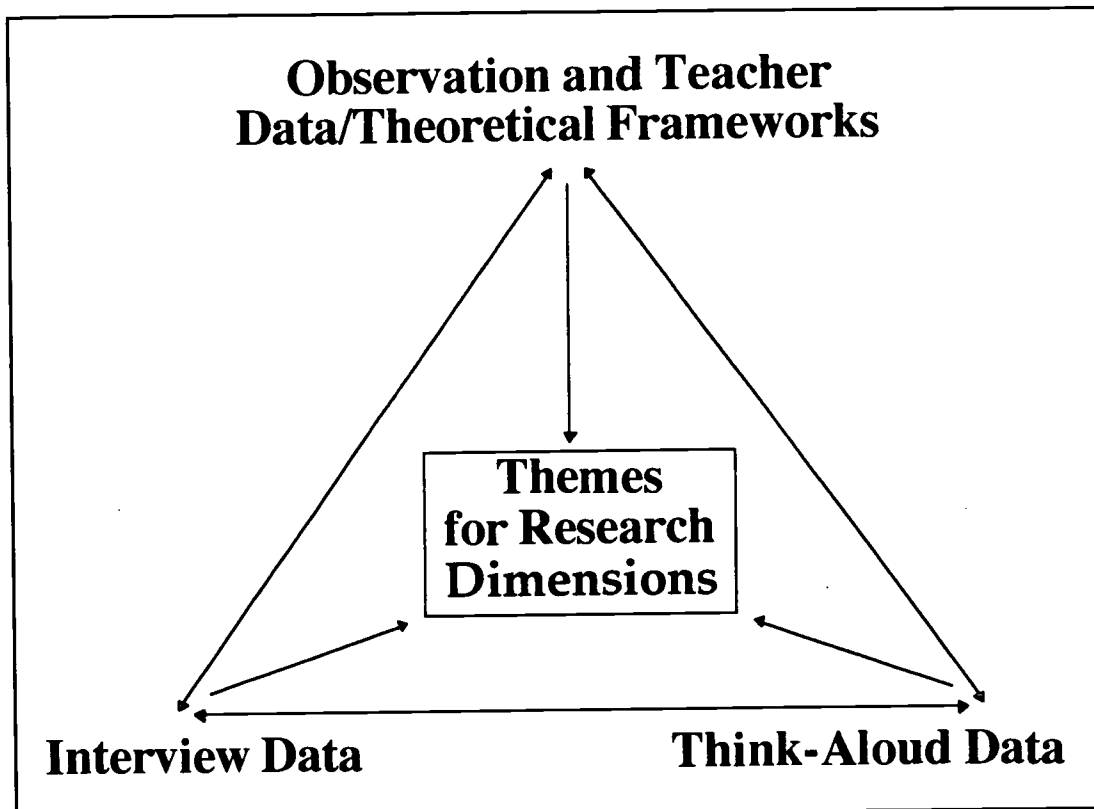 Observation and Teacher
Data/Theoretical Frameworks
Themes
for Research
Dimensions
Interview Data
Think-Aloud Data